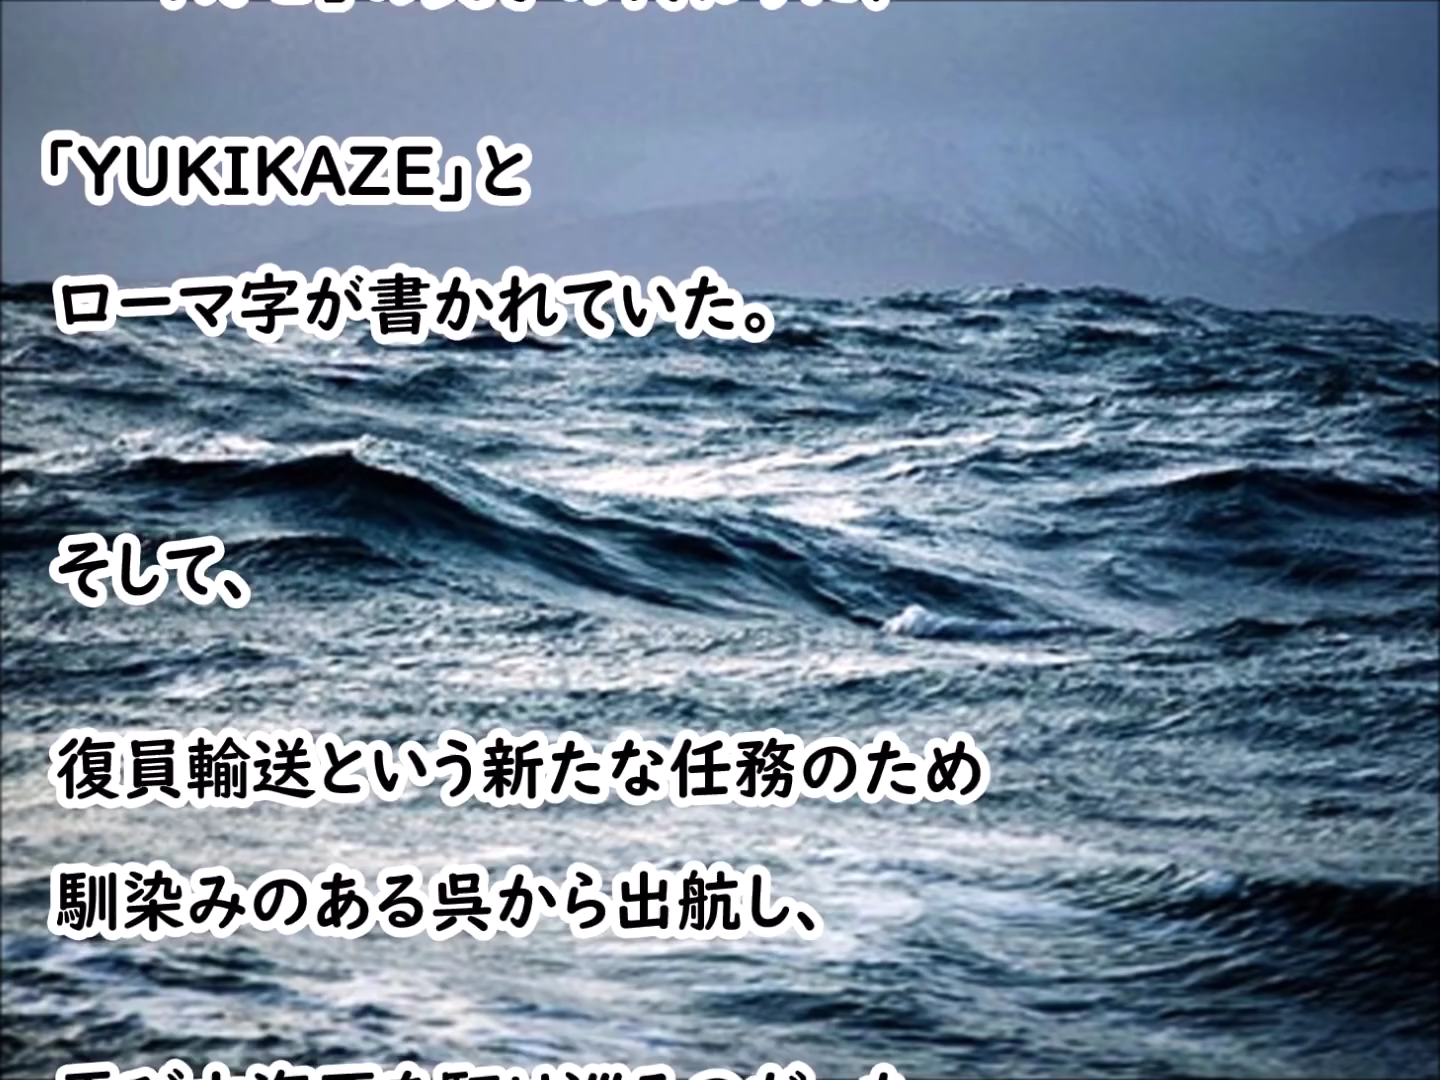 「YUKIKAZE」と
ローマ字が書かれていた。
そして、
復員輸送という新たな任務のため
馴染みのある呉から出航し、